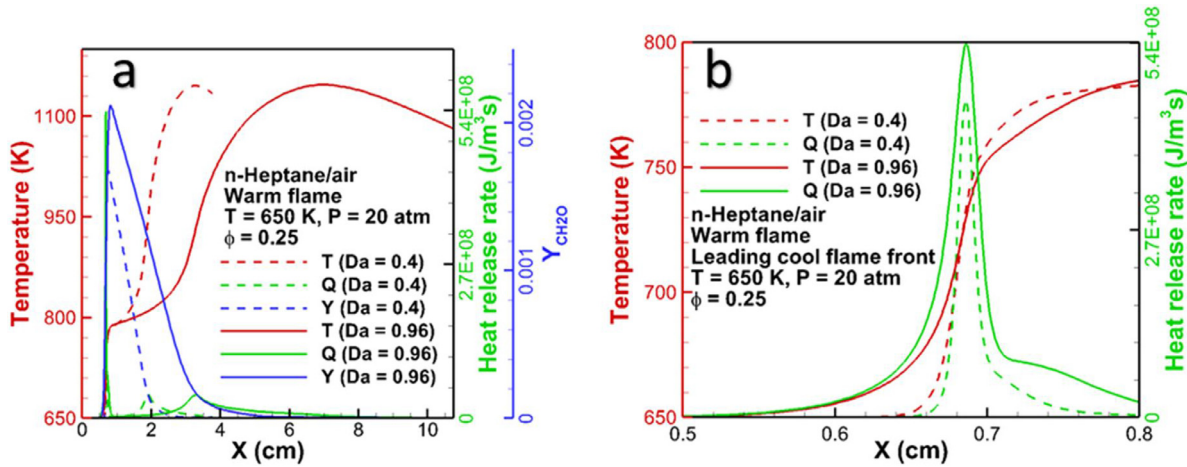 a
Temperature (K)
1100
950
800
650
0
2
4
6
8
10
X (cm)
n-Heptane/air
Warm flame
T = 650 K, P = 20 atm
ϕ = 0.25
T (Da = 0.4)
Q (Da = 0.4)
Y (Da = 0.4)
T (Da = 0.96)
Q (Da = 0.96)
Y (Da = 0.96)
0
2.7E+08
5.4E+08
Heat release rate (J/m³s)
0
0.001
0.002
Y_CH2O
b
Temperature (K)
800
750
700
650
0.5
0.6
0.7
0.8
X (cm)
T (Da = 0.4)
Q (Da = 0.4)
T (Da = 0.96)
Q (Da = 0.96)
n-Heptane/air
Warm flame
Leading cool flame front
T = 650 K, P = 20 atm
ϕ = 0.25
0
2.7E+08
5.4E+08
Heat release rate (J/m³s)